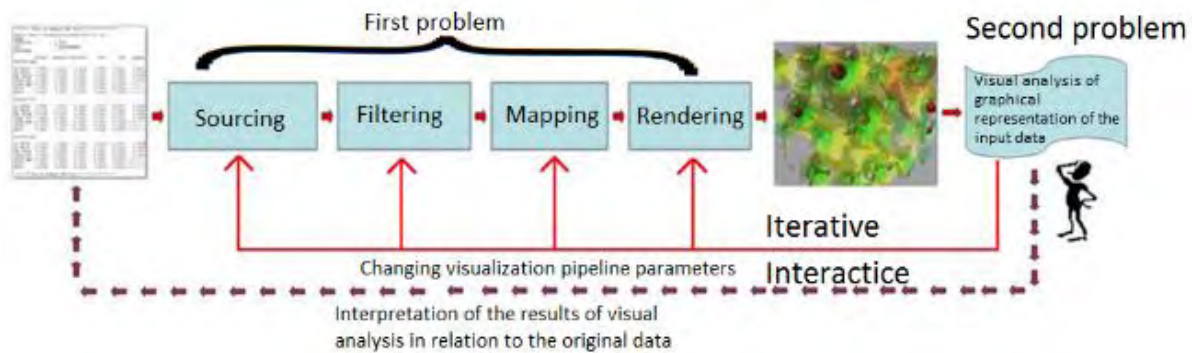 First problem
Second problem
Sourcing
Filtering
Mapping
Rendering
Visual analysis of
graphical
representation of the
input data
Iterative
Changing visualization pipeline parameters
Interactice
Interpretation of the results of visual
analysis in relation to the original data